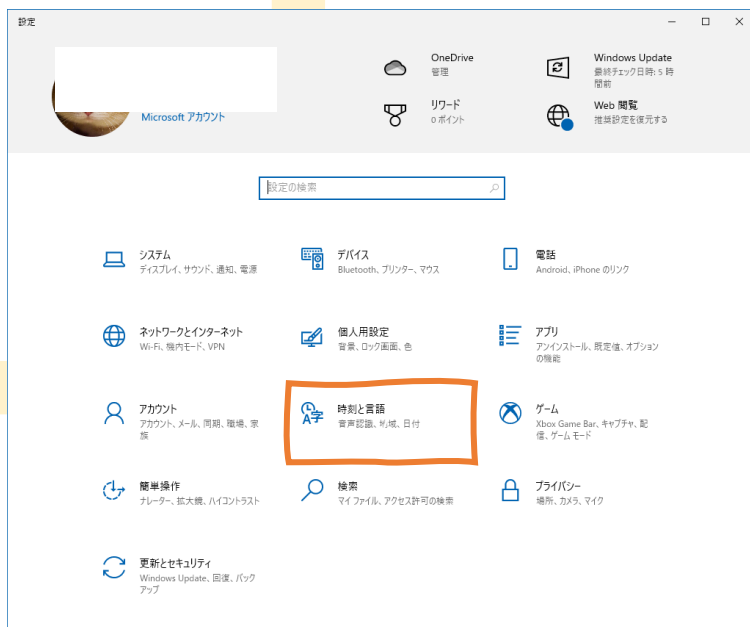 設定
OneDrive
管理
Windows Update
最終チェック日時: 5 時
間前
Microsoft アカウント
リワード
0 ポイント
Web 閲覧
推奨設定を復元する
設定の検索
システム
ディスプレイ、サウンド、通知、電源
デバイス
Bluetooth、プリンター、マウス
電話
Android、iPhone のリンク
ネットワークとインターネット
Wi-Fi、機内モード、VPN
個人用設定
背景、ロック画面、色
アプリ
アンインストール、既定値、オプション
の機能
アカウント
アカウント、メール、同期、職場、家
族
時刻と言語
音声認識、地域、日付
ゲーム
Xbox Game Bar、キャプチャ、配
信、ゲーム モード
簡単操作
ナレーター、拡大鏡、ハイコントラスト
検索
マイ ファイル、アクセス許可の検索
プライバシー
場所、カメラ、マイク
更新とセキュリティ
Windows Update、回復、バック
アップ